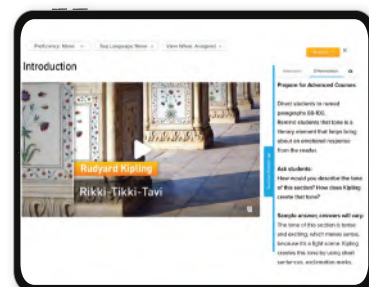 Proficiency: None
Sup Language: None
View When: Assigned
Introduction
Rudyard Kipling
Rikki-Tikki-Tavi
Differentiation
Prepare for Advanced Courses
Direct students to reread
paragraphs 88-100.
Remind students that tone is a
literary element that helps bring
about an emotional response
from the reader.
Ask students:
How would you describe the tone
of this section? How does Kipling
create that tone?
Sample answer; answers will vary:
The tone of this section is tense
and exciting, which makes sense,
because it's a fight scene. Kipling
creates this tone by using short
sentences, exclamation marks,